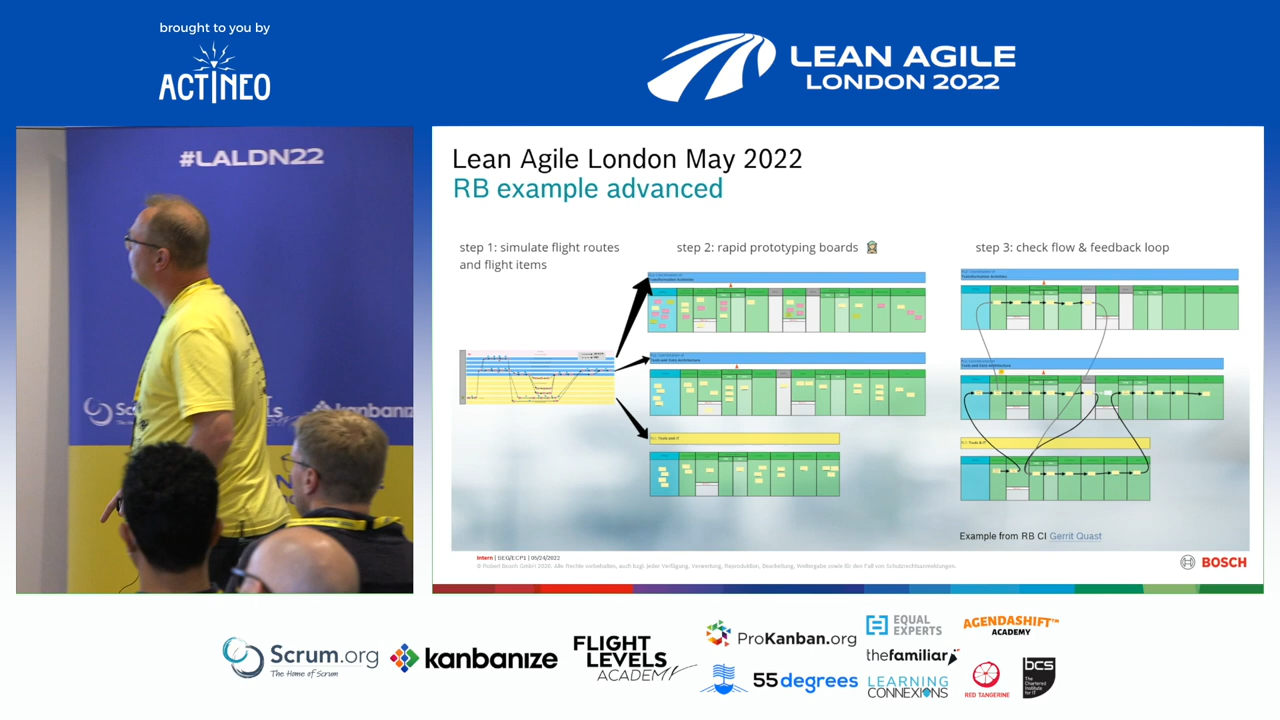 brought to you by
ACTINEO
LEAN AGILE
LONDON 2022
#LALDN22
kanbaniz
Lean Agile London May 2022
RB example advanced
step 1: simulate flight routes
and flight items
step 2: rapid prototyping boards
step 3: check flow & feedback loop
Example from RB CI Gerrit Quast
Intern | DEG/ECP1 | 05/24/2022
© Robert Bosch GmbH 2020. Alle Rechte vorbehalten, auch bzgl. jeder Verfügung, Verwertung, Reproduktion, Bearbeitung, Weitergabe sowie für den Fall von Schutzrechtsanmeldungen.
BOSCH
Scrum.org
The Home of Scrum
kanbanize
FLIGHT
LEVELS
ACADEMY
ProKanban.org
55degrees
EQUAL
EXPERTS
thefamiliar
LEARNING
CONNEXIONS
AGENDASHIFT™
ACADEMY
RED TANGERINE
bcs
The
Chartered
Institute
for IT